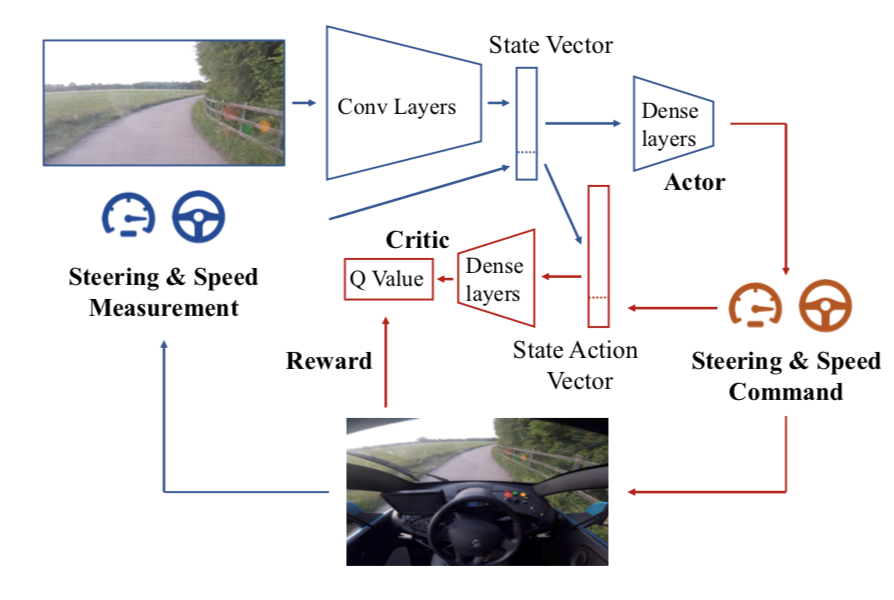 State Vector
Conv Layers
Dense
layers
Actor
Steering & Speed
Measurement
Critic
Q Value
Dense
layers
State Action
Vector
Reward
Steering & Speed
Command